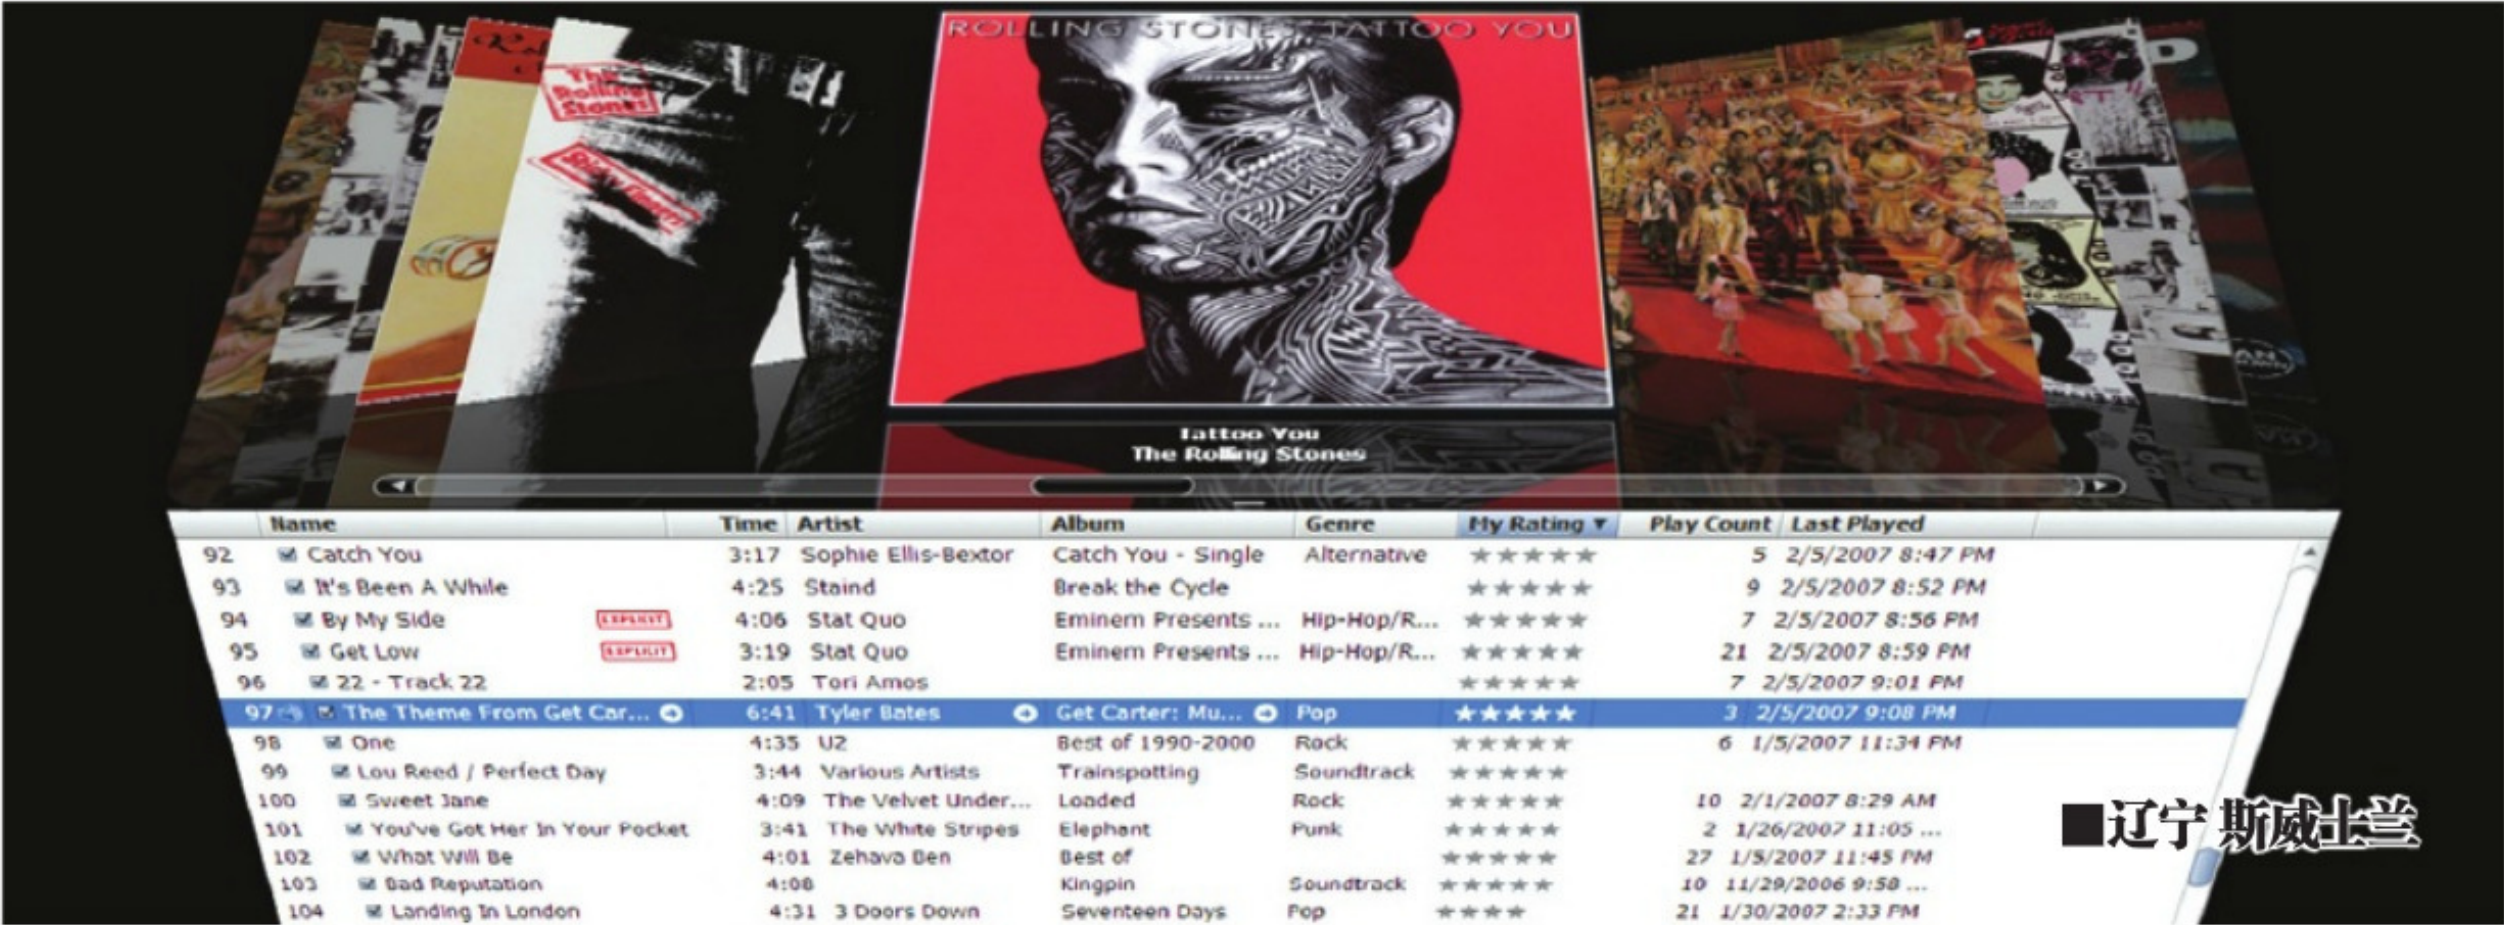 ROLLING STONES TATTOO YOU
The
Rolling
Stones
Sticky Fingers
Tattoo You
The Rolling Stones
Name Time Artist Album Genre My Rating ▼ Play Count Last Played
92 Catch You 3:17 Sophie Ellis-Bextor Catch You - Single Alternative ★★★★★ 5 2/5/2007 8:47 PM
93 It's Been A While 4:25 Staind Break the Cycle ★★★★★ 9 2/5/2007 8:52 PM
94 By My Side EXPLICIT 4:06 Stat Quo Eminem Presents ... Hip-Hop/R... ★★★★★ 7 2/5/2007 8:56 PM
95 Get Low EXPLICIT 3:19 Stat Quo Eminem Presents ... Hip-Hop/R... ★★★★★ 21 2/5/2007 8:59 PM
96 22 - Track 22 2:05 Tori Amos ★★★★★ 7 2/5/2007 9:01 PM
97 The Theme From Get Car... 6:41 Tyler Bates Get Carter: Mu... Pop ★★★★★ 3 2/5/2007 9:08 PM
98 One 4:35 U2 Best of 1990-2000 Rock ★★★★★ 6 1/5/2007 11:34 PM
99 Lou Reed / Perfect Day 3:44 Various Artists Trainspotting Soundtrack ★★★★★
100 Sweet Jane 4:09 The Velvet Under... Loaded Rock ★★★★★ 10 2/1/2007 8:29 AM
101 You've Got Her In Your Pocket 3:41 The White Stripes Elephant Punk ★★★★★ 2 1/26/2007 11:05 ...
102 What Will Be 4:01 Zehava Ben Best of ★★★★★ 27 1/5/2007 11:45 PM
103 Bad Reputation 4:08 Kingpin Soundtrack ★★★★★ 10 11/29/2006 9:58 ...
104 Landing In London 4:31 3 Doors Down Seventeen Days Pop ★★★★ 21 1/30/2007 2:33 PM
■辽宁 斯威士兰